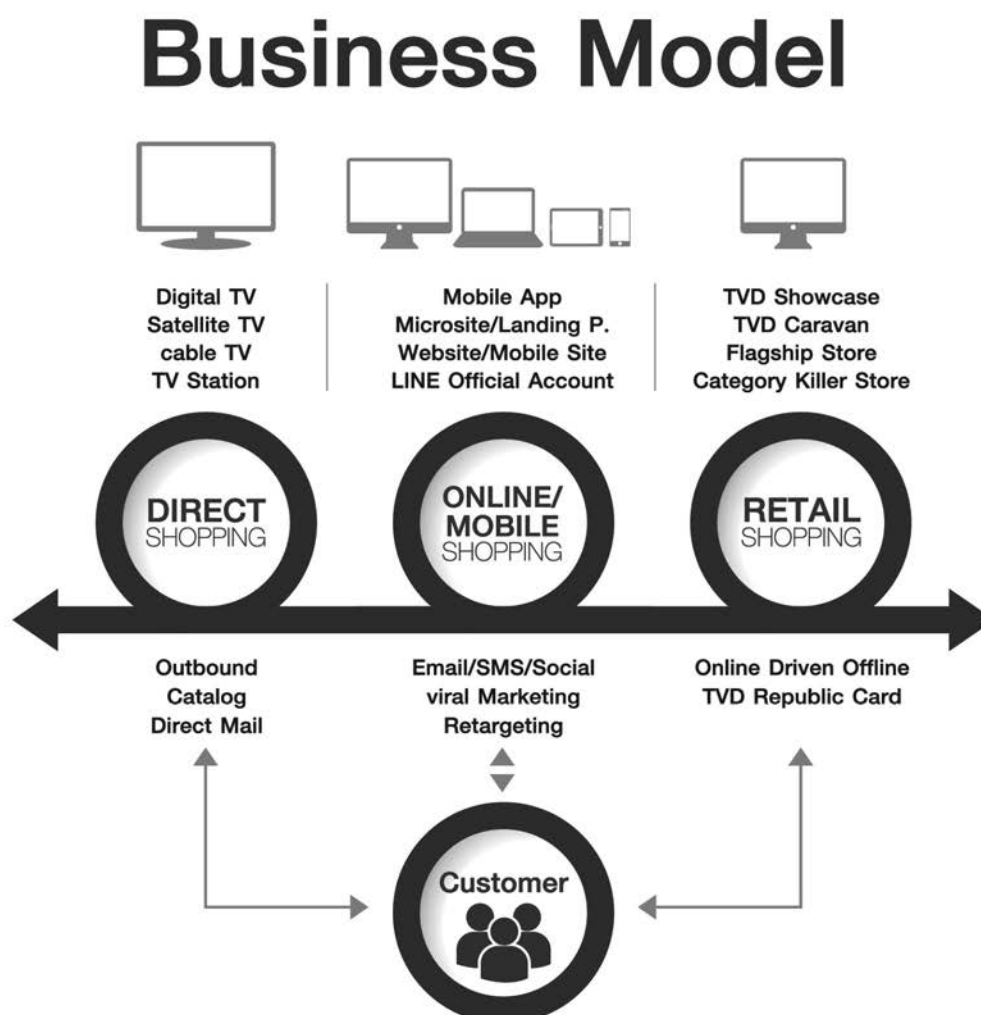 Business Model
Digital TV
Satellite TV
cable TV
TV Station
Mobile App
Microsite/Landing P.
Website/Mobile Site
LINE Official Account
TVD Showcase
TVD Caravan
Flagship Store
Category Killer Store
DIRECT
SHOPPING
ONLINE/
MOBILE
SHOPPING
RETAIL
SHOPPING
Outbound
Catalog
Direct Mail
Email/SMS/Social
viral Marketing
Retargeting
Online Driven Offline
TVD Republic Card
Customer